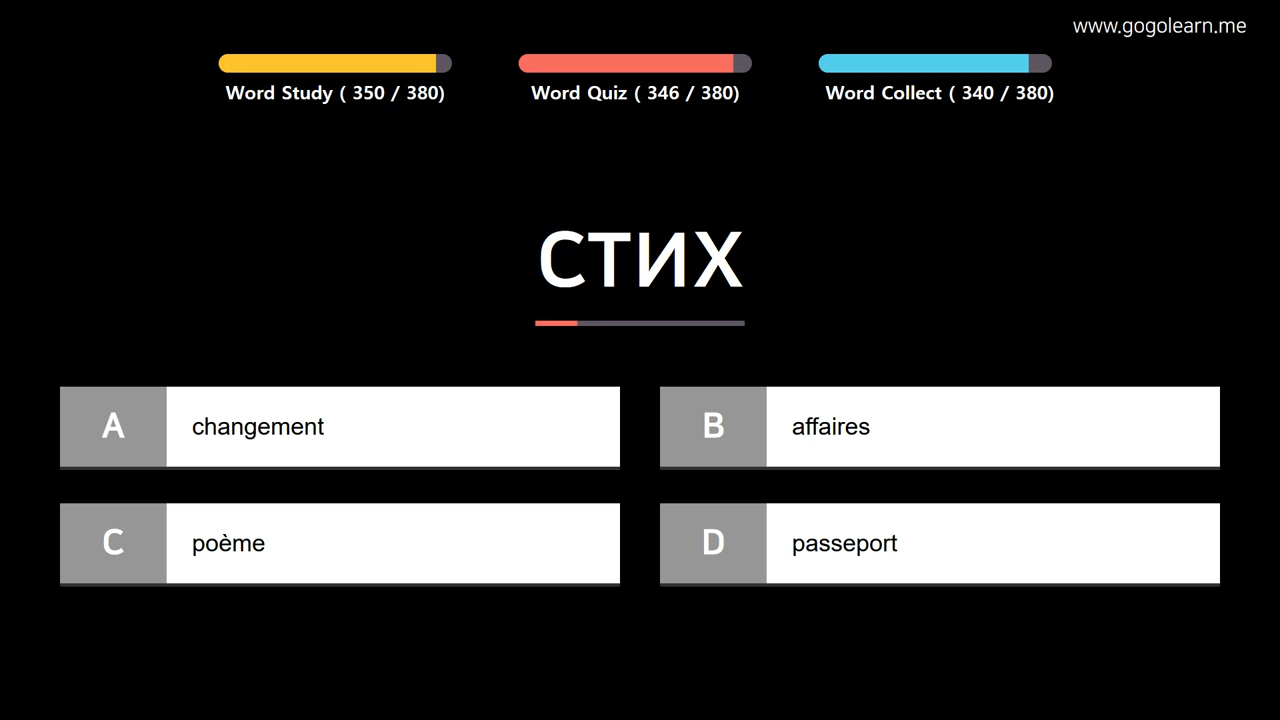 www.gogolearn.me
Word Study ( 350 / 380)
Word Quiz ( 346 / 380)
Word Collect ( 340 / 380)
стих
A
changement
B
affaires
C
poème
D
passeport